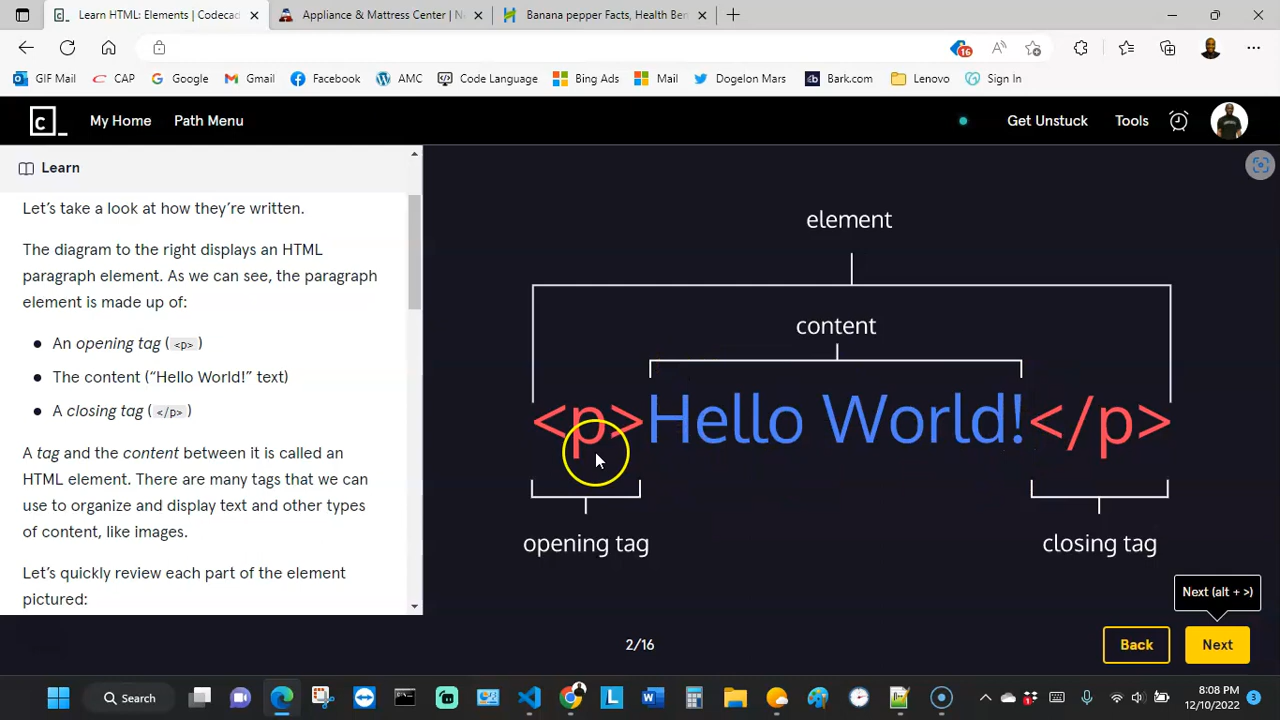 Learn HTML: Elements | Codecad
Appliance & Mattress Center | N
Banana pepper Facts, Health Ben
16
GIF Mail
CAP
Google
Gmail
Facebook
AMC
Code Language
Bing Ads
Mail
Dogelon Mars
Bark.com
Lenovo
Sign In
c_
My Home
Path Menu
Get Unstuck
Tools
Learn
Let’s take a look at how they’re written.
The diagram to the right displays an HTML
paragraph element. As we can see, the paragraph
element is made up of:
An opening tag (<p>)
The content (“Hello World!” text)
A closing tag (</p>)
A tag and the content between it is called an
HTML element. There are many tags that we can
use to organize and display text and other types
of content, like images.
Let’s quickly review each part of the element
pictured:
element
content
<p>Hello World!</p>
opening tag
closing tag
Next (alt + >)
2/16
Back
Next
Search
8:08 PM
12/10/2022
3